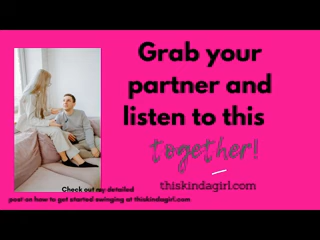 Grab your
partner and
listen to this
together!
thiskindagirl.com
Check out my detailed
post on how to get started swinging at thiskindagirl.com